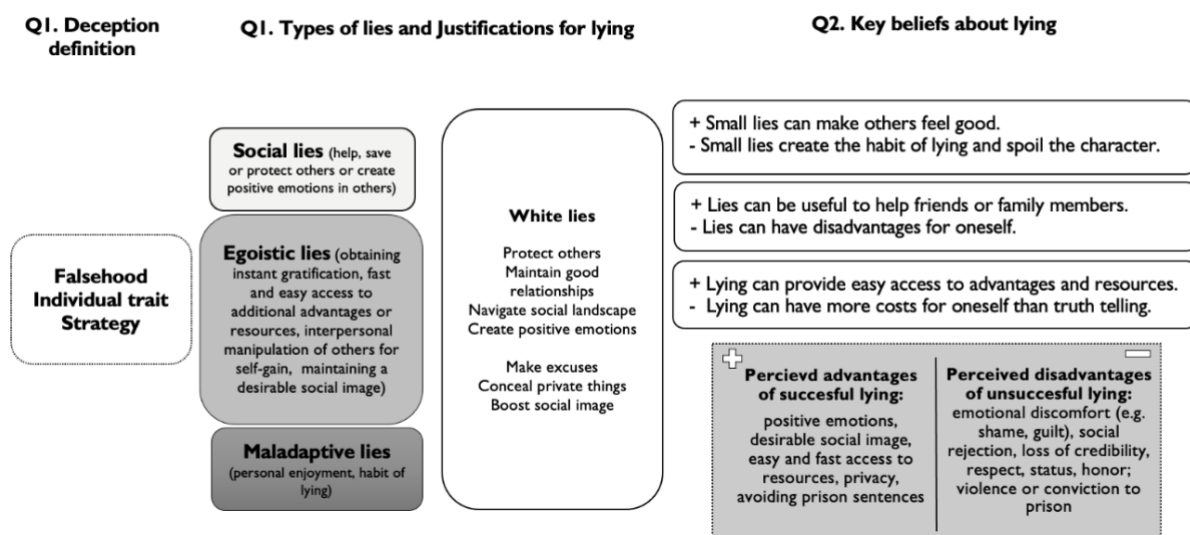 Q1. Deception
definition
Q1. Types of lies and Justifications for lying
Q2. Key beliefs about lying
Falsehood
Individual trait
Strategy
Social lies (help, save
or protect others or create
positive emotions in others)
Egoistic lies (obtaining
instant gratification, fast
and easy access to
additional advantages or
resources, interpersonal
manipulation of others for
self-gain, maintaining a
desirable social image)
Maladaptive lies
(personal enjoyment, habit of
lying)
White lies
Protect others
Maintain good
relationships
Navigate social landscape
Create positive emotions
Make excuses
Conceal private things
Boost social image
+ Small lies can make others feel good.
- Small lies create the habit of lying and spoil the character.
+ Lies can be useful to help friends or family members.
- Lies can have disadvantages for oneself.
+ Lying can provide easy access to advantages and resources.
- Lying can have more costs for oneself than truth telling.
Percievd advantages
of succesful lying:
positive emotions,
desirable social image,
easy and fast access to
resources, privacy,
avoiding prison sentences
Perceived disadvantages
of unsuccesful lying:
emotional discomfort (e.g.
shame, guilt), social
rejection, loss of credibility,
respect, status, honor;
violence or conviction to
prison